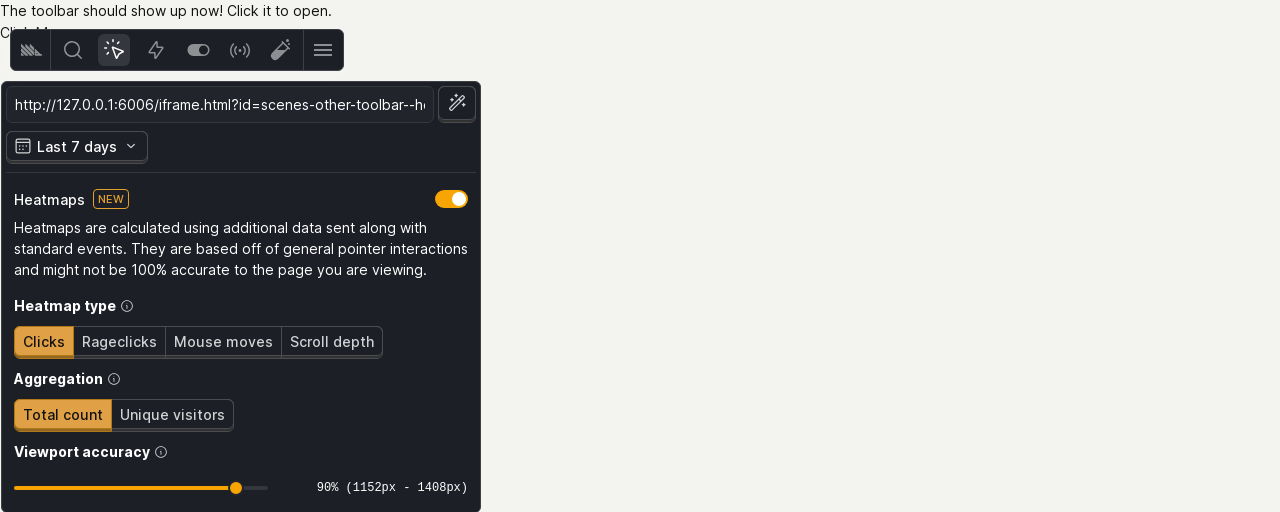 The toolbar should show up now! Click it to open.
http://127.0.0.1:6006/iframe.html?id=scenes-other-toolbar--h
Last 7 days
Heatmaps NEW
Heatmaps are calculated using additional data sent along with
standard events. They are based off of general pointer interactions
and might not be 100% accurate to the page you are viewing.
Heatmap type
Clicks Rageclicks Mouse moves Scroll depth
Aggregation
Total count Unique visitors
Viewport accuracy
90% (1152px - 1408px)